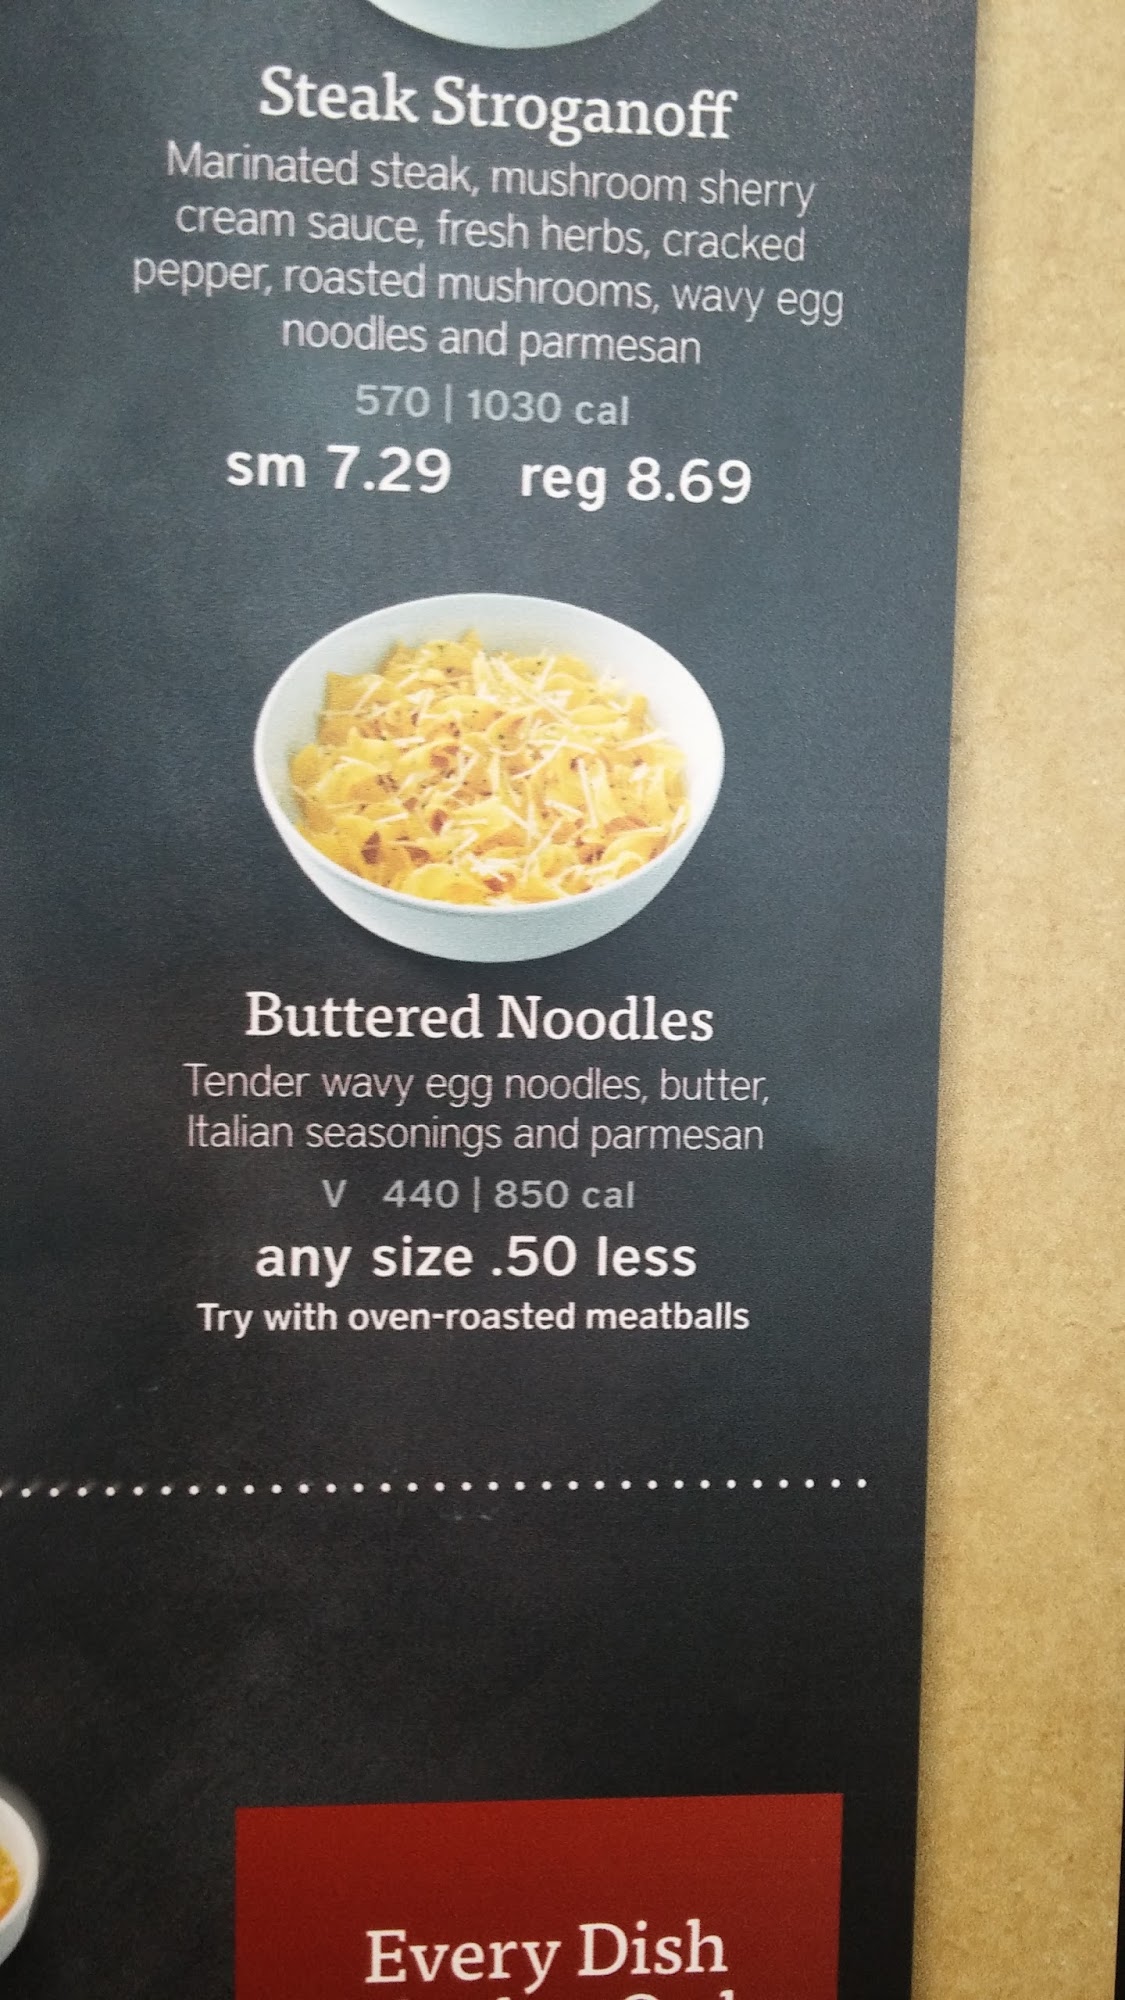 Steak Stroganoff
Marinated steak, mushroom sherry
cream sauce, fresh herbs, cracked
pepper, roasted mushrooms, wavy egg
noodles and parmesan
570 | 1030 cal
sm 7.29 reg 8.69
Buttered Noodles
Tender wavy egg noodles, butter,
Italian seasonings and parmesan
V 440 | 850 cal
any size .50 less
Try with oven-roasted meatballs
Every Dish